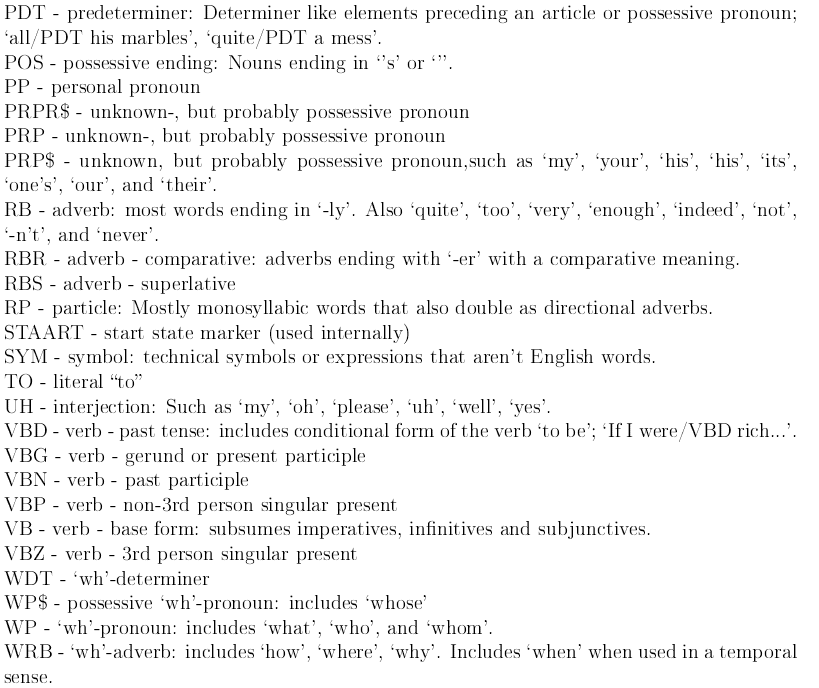 PDT - predeterminer: Determiner like elements preceding an article or possessive pronoun;
‘all/PDT his marbles’, ‘quite/PDT a mess’.
POS - possessive ending: Nouns ending in ‘’s’ or ‘’’.
PP - personal pronoun
PRPR$ - unknown-, but probably possessive pronoun
PRP - unknown-, but probably possessive pronoun
PRP$ - unknown, but probably possessive pronoun,such as ‘my’, ‘your’, ‘his’, ‘his’, ‘its’,
‘one’s’, ‘our’, and ‘their’.
RB - adverb: most words ending in ‘-ly’. Also ‘quite’, ‘too’, ‘very’, ‘enough’, ‘indeed’, ‘not’,
‘-n’t’, and ‘never’.
RBR - adverb - comparative: adverbs ending with ‘-er’ with a comparative meaning.
RBS - adverb - superlative
RP - particle: Mostly monosyllabic words that also double as directional adverbs.
STAART - start state marker (used internally)
SYM - symbol: technical symbols or expressions that aren’t English words.
TO - literal “to”
UH - interjection: Such as ‘my’, ‘oh’, ‘please’, ‘uh’, ‘well’, ‘yes’.
VBD - verb - past tense: includes conditional form of the verb ‘to be’; ‘If I were/VBD rich...’.
VBG - verb - gerund or present participle
VBN - verb - past participle
VBP - verb - non-3rd person singular present
VB - verb - base form: subsumes imperatives, infinitives and subjunctives.
VBZ - verb - 3rd person singular present
WDT - ‘wh’-determiner
WP$ - possessive ‘wh’-pronoun: includes ‘whose’
WP - ‘wh’-pronoun: includes ‘what’, ‘who’, and ‘whom’.
WRB - ‘wh’-adverb: includes ‘how’, ‘where’, ‘why’. Includes ‘when’ when used in a temporal
sense.